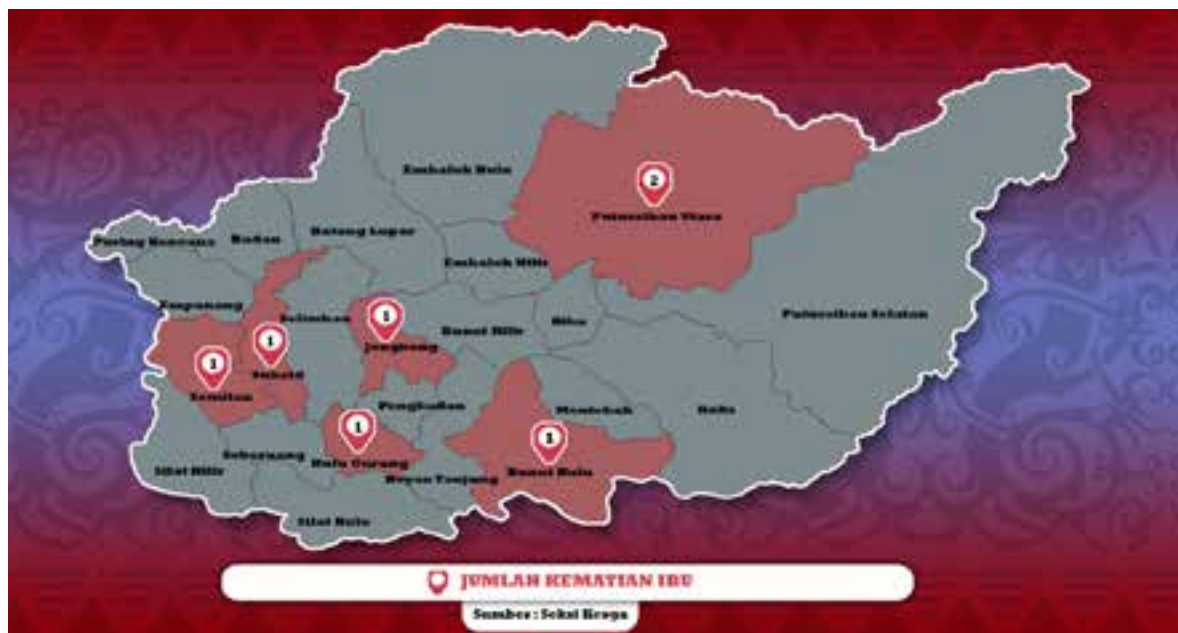 Embaloh Hulu
2
Putussibau Utara
Puring Kencana
Badau
Batang Lupar
Embaloh Hilir
Empanang
Selimbau
1
Jongkong
Bunut Hilir
Bika
Putussibau Selatan
1
Suhaid
1
Semitau
Pengkadan
Mentebah
Kalis
1
Hulu Gurung
1
Bunut Hulu
Seberuang
Silat Hilir
Boyan Tanjung
Silat Hulu
JUMLAH KEMATIAN IBU
Sumber : Seksi Kesga